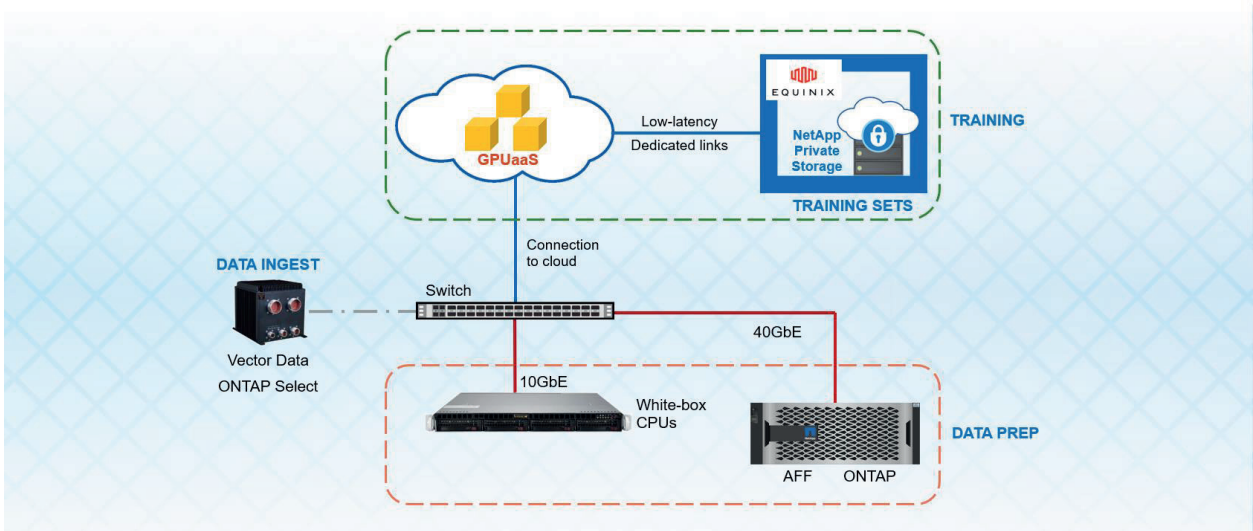 EQUINIX
GPUaaS
Low-latency
Dedicated links
NetApp
Private
Storage
TRAINING
TRAINING SETS
Connection
to cloud
DATA INGEST
Switch
Vector Data
ONTAP Select
40GbE
10GbE
White-box
CPUs
DATA PREP
AFF ONTAP